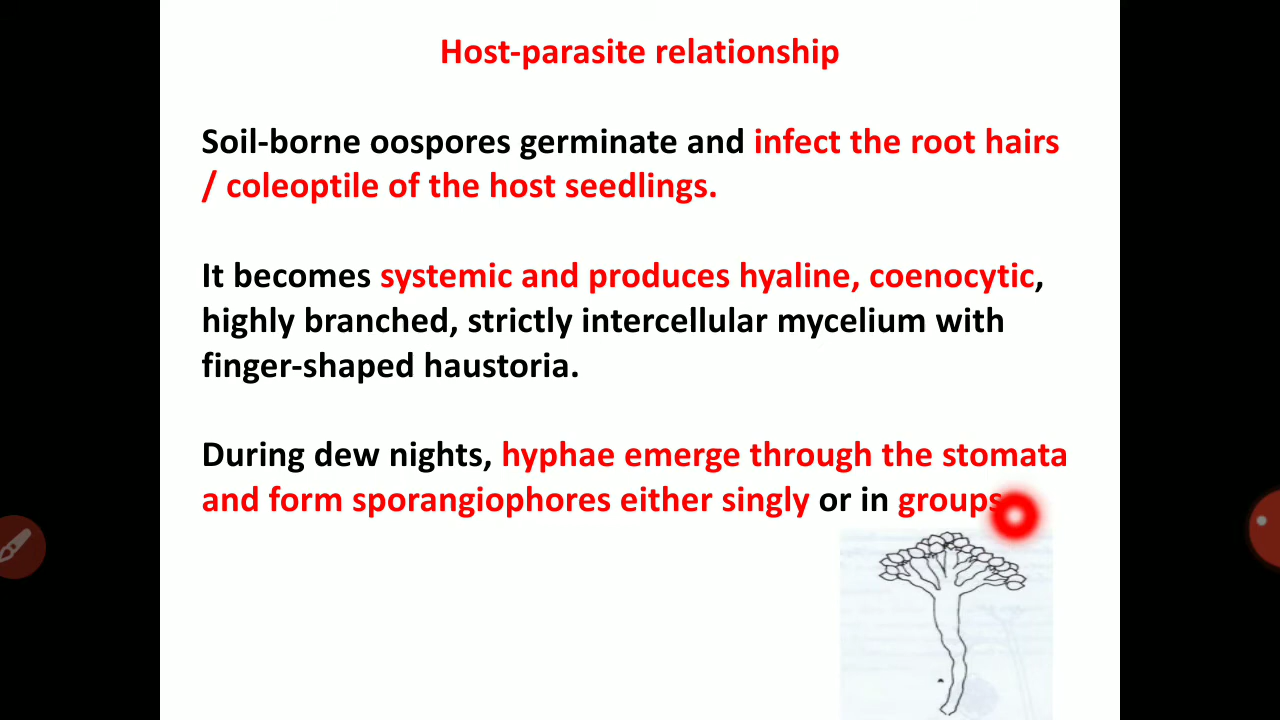 Host-parasite relationship
Soil-borne oospores germinate and infect the root hairs
/ coleoptile of the host seedlings.
It becomes systemic and produces hyaline, coenocytic,
highly branched, strictly intercellular mycelium with
finger-shaped haustoria.
During dew nights, hyphae emerge through the stomata
and form sporangiophores either singly or in groups